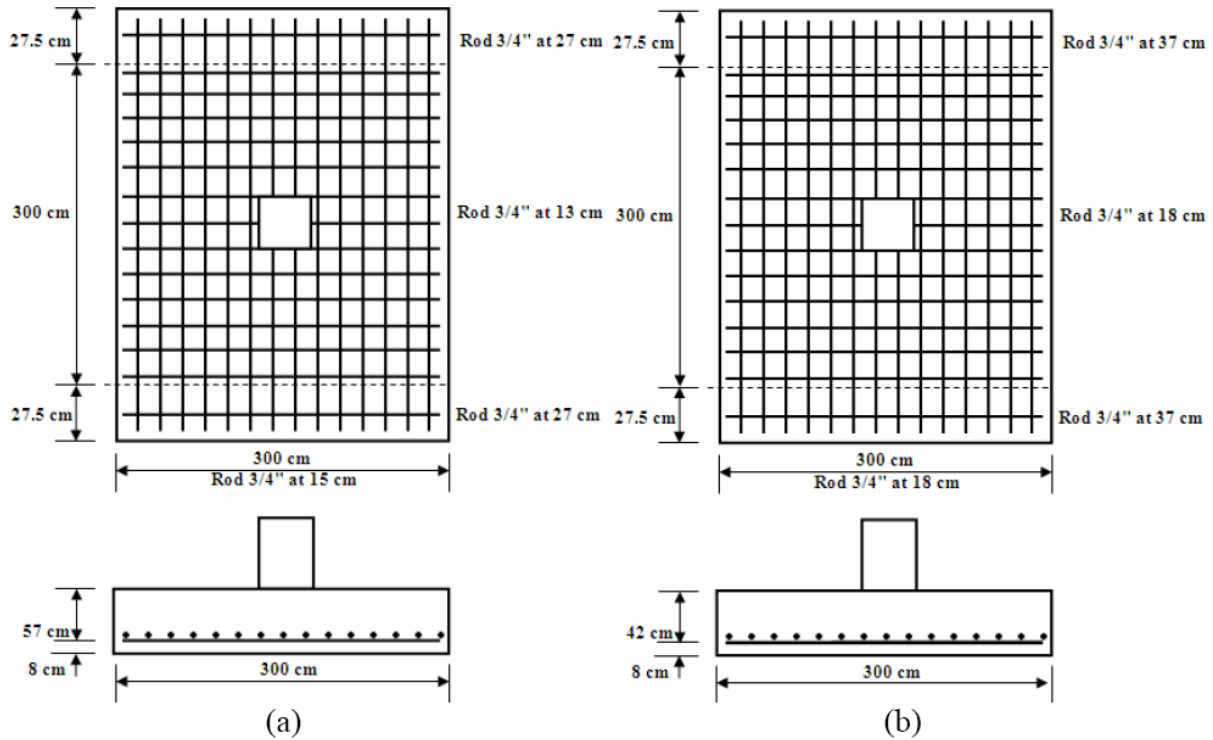 27.5 cm
Rod 3/4" at 27 cm
300 cm
Rod 3/4" at 13 cm
27.5 cm
Rod 3/4" at 27 cm
300 cm
Rod 3/4" at 15 cm
57 cm
8 cm
300 cm
(a)
27.5 cm
Rod 3/4" at 37 cm
300 cm
Rod 3/4" at 18 cm
27.5 cm
Rod 3/4" at 37 cm
300 cm
Rod 3/4" at 18 cm
42 cm
8 cm
300 cm
(b)